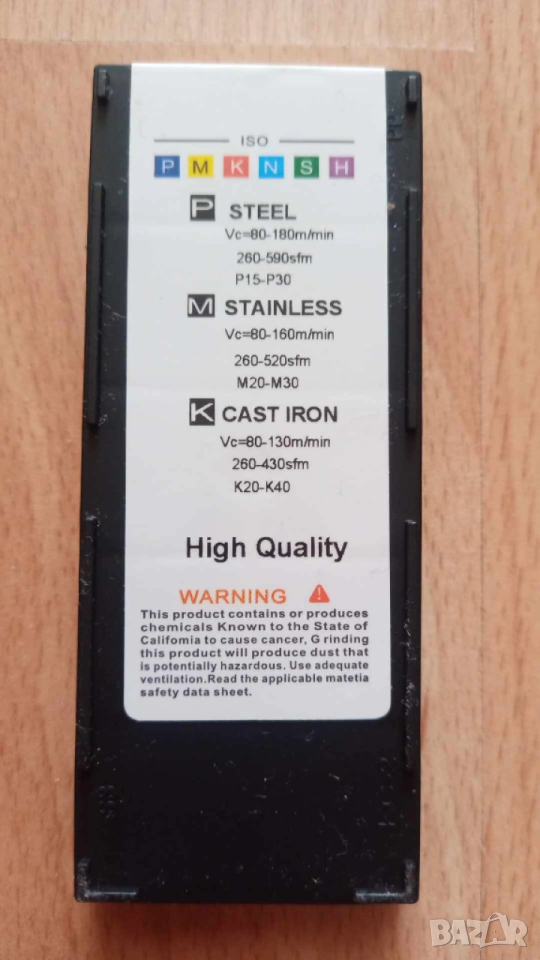 ISO
P M K N S H
P STEEL
Vc=80-180m/min
260-590sfm
P15-P30
M STAINLESS
Vc=80-160m/min
260-520sfm
M20-M30
K CAST IRON
Vc=80-130m/min
260-430sfm
K20-K40
High Quality
WARNING
This product contains or produces
chemicals Known to the State of
Califomia to cause cancer, G rinding
this product will produce dust that
is potentially hazardous. Use adequate
ventilation.Read the applicable matetia
safety data sheet.
BAZAR